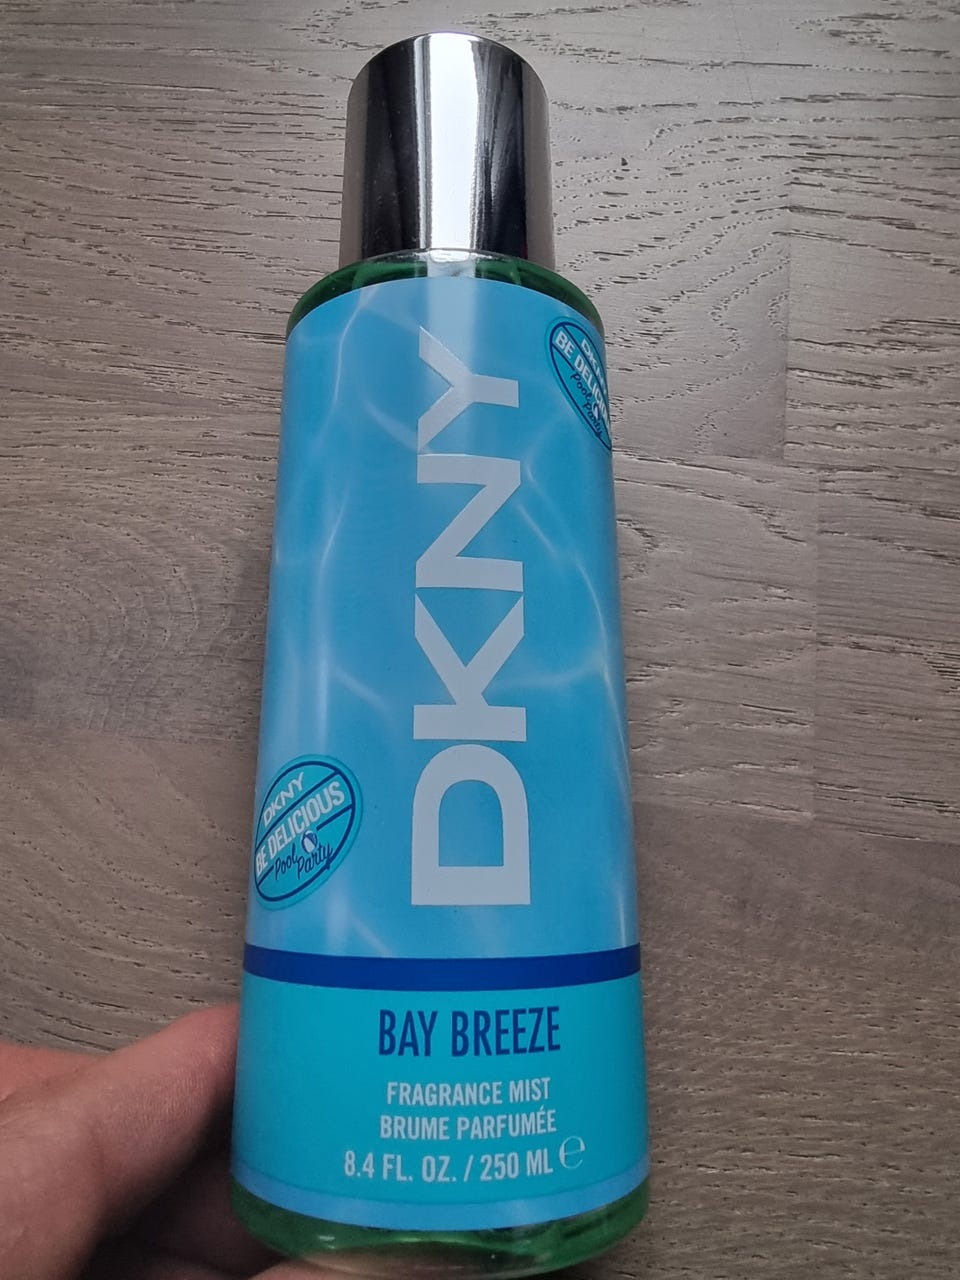 DKNY
BE DELICIOUS
Pool Party
DKNY
DKNY
BE DELICIOUS
Pool Party
BAY BREEZE
FRAGRANCE MIST
BRUME PARFUMÉE
8.4 FL. OZ. / 250 ML ℮